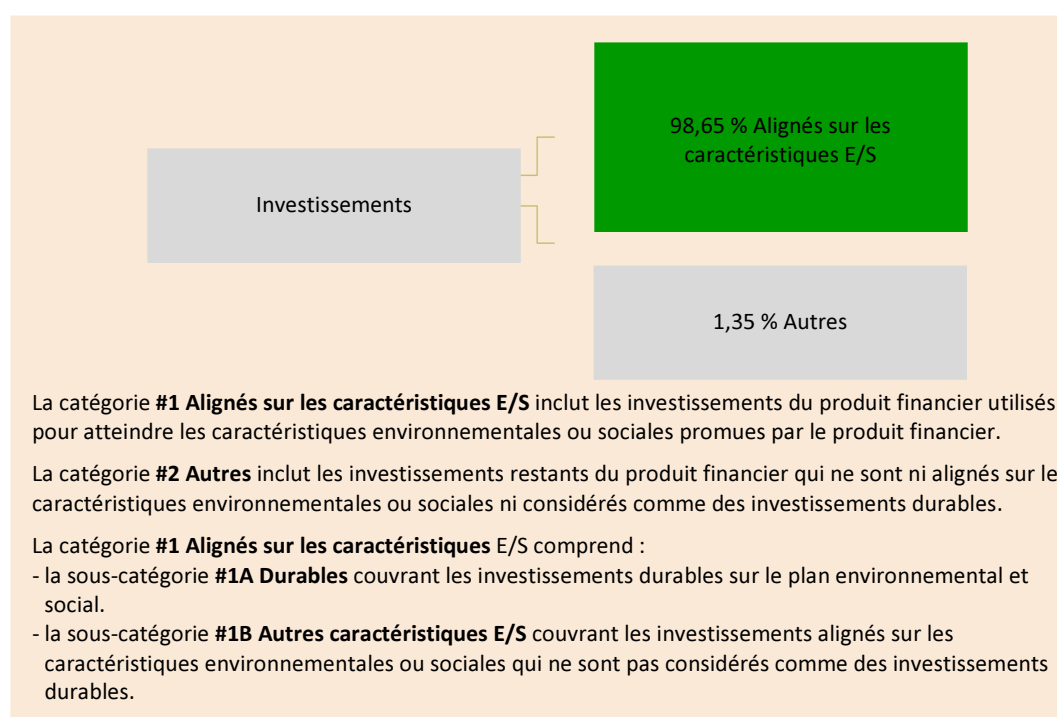 98,65 % Alignés sur les
caractéristiques E/S
Investissements
1,35 % Autres
La catégorie #1 Alignés sur les caractéristiques E/S inclut les investissements du produit financier utilisés
pour atteindre les caractéristiques environnementales ou sociales promues par le produit financier.
La catégorie #2 Autres inclut les investissements restants du produit financier qui ne sont ni alignés sur le
caractéristiques environnementales ou sociales ni considérés comme des investissements durables.
La catégorie #1 Alignés sur les caractéristiques E/S comprend :
- la sous-catégorie #1A Durables couvrant les investissements durables sur le plan environnemental et
social.
- la sous-catégorie #1B Autres caractéristiques E/S couvrant les investissements alignés sur les
caractéristiques environnementales ou sociales qui ne sont pas considérés comme des investissements
durables.